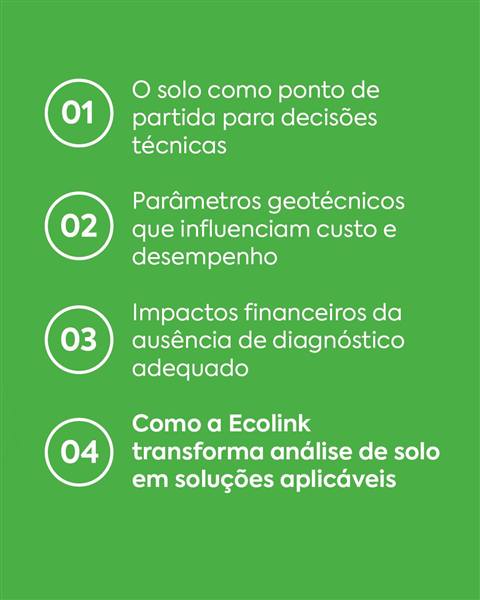 01
O solo como ponto de
partida para decisões
técnicas
02
Parâmetros geotécnicos
que influenciam custo e
desempenho
03
Impactos financeiros da
ausência de diagnóstico
adequado
04
Como a Ecolink
transforma análise de solo
em soluções aplicáveis